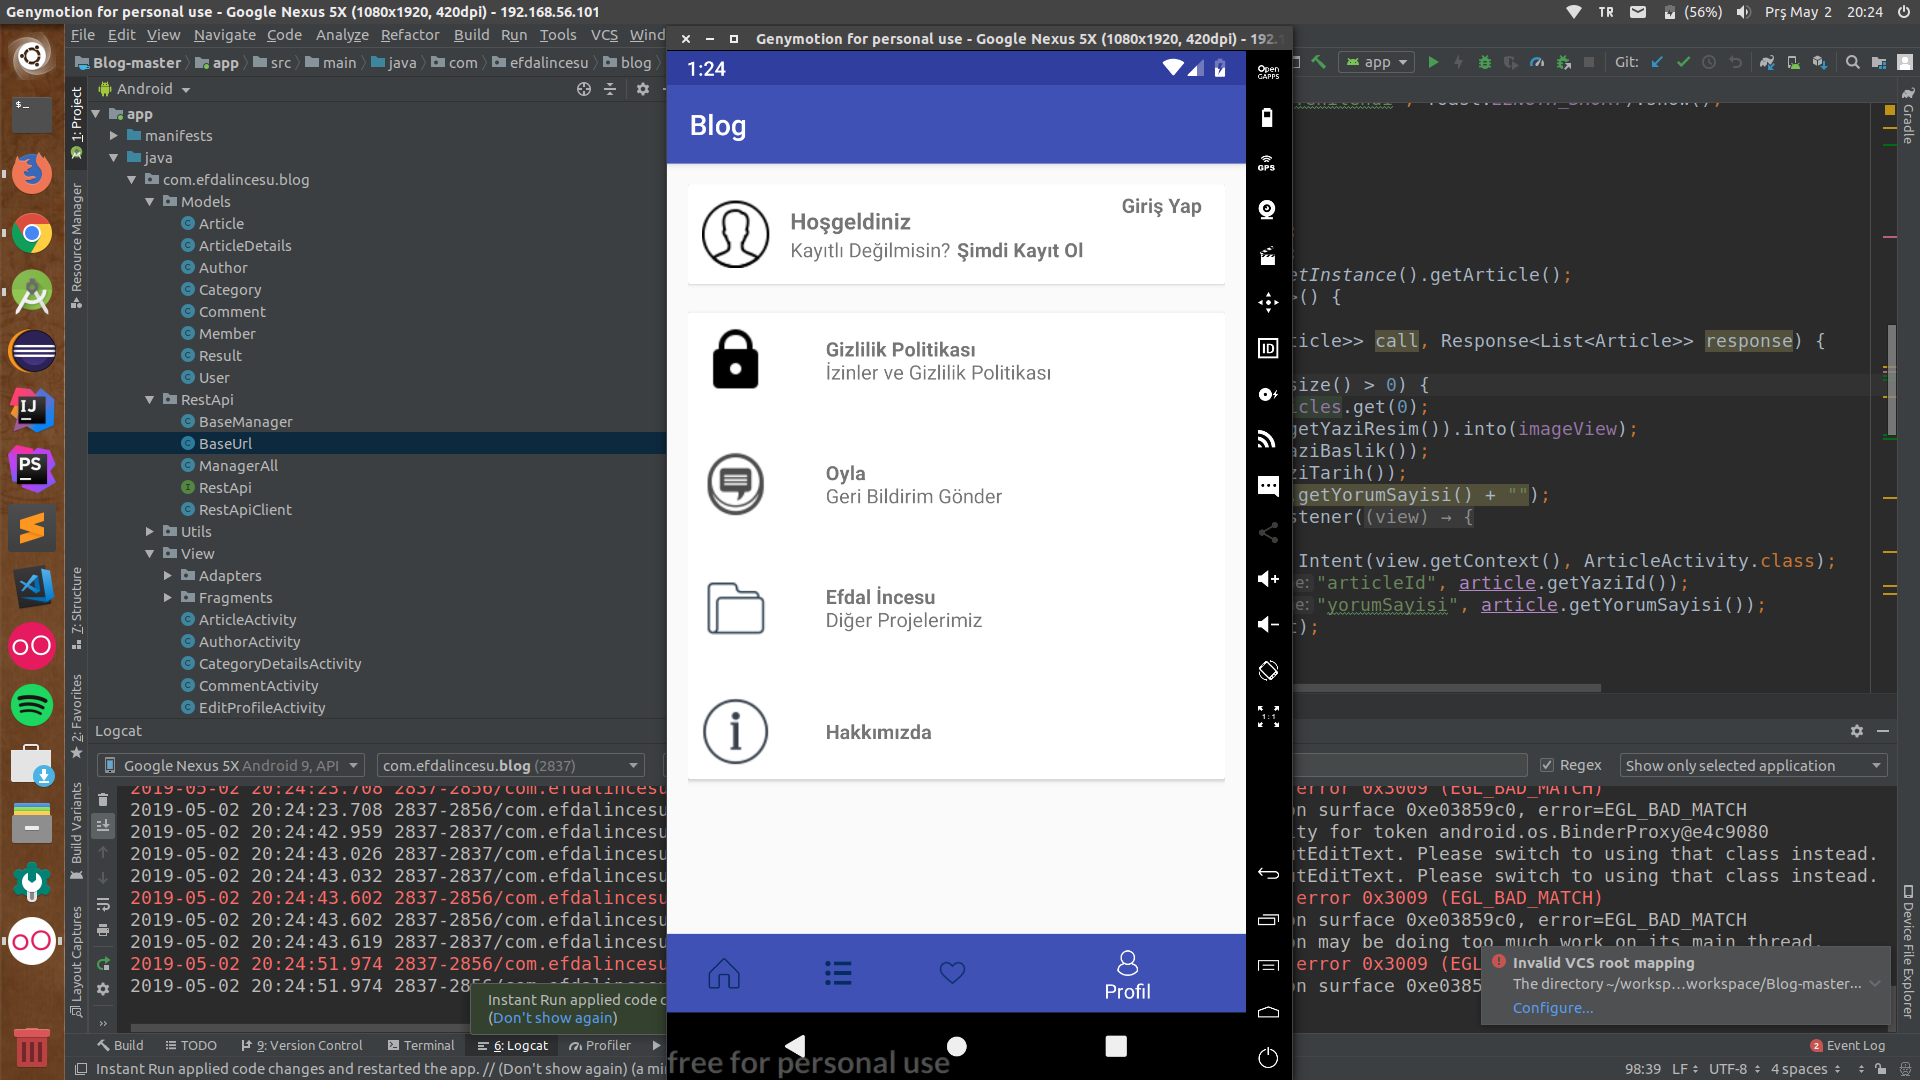 Genymotion for personal use - Google Nexus 5X (1080x1920, 420dpi) - 192.168.56.101
TR
(56%)
Prş May 2
20:24
File Edit View Navigate Code Analyze Refactor Build Run Tools VCS Wind
Genymotion for personal use - Google Nexus 5X (1080x1920, 420dpi) - 192.
Blog-master app src main java com efdalincesu blog
app
Git:
Android
app
manifests
java
com.efdalincesu.blog
Models
Article
ArticleDetails
Author
Category
Comment
Member
Result
User
RestApi
BaseManager
BaseUrl
ManagerAll
RestApi
RestApiClient
Utils
View
Adapters
Fragments
ArticleActivity
AuthorActivity
CategoryDetailsActivity
CommentActivity
EditProfileActivity
1: Project
Resource Manager
7: Structure
2: Favorites
Build Variants
Layout Captures
1:24
Blog
Hoşgeldiniz
Giriş Yap
Kayıtlı Değilmisin? Şimdi Kayıt Ol
Gizlilik Politikası
İzinler ve Gizlilik Politikası
Oyla
Geri Bildirim Gönder
Efdal İncesu
Diğer Projelerimiz
Hakkımızda
Profil
free for personal use
Open
GAPPS
GPS
ID
1:1
etInstance().getArticle();
>() {
ticle>> call, Response<List<Article>> response) {
size() > 0) {
icles.get(0);
getYaziResim()).into(imageView);
aziBaslik());
ziTarih());
.getYorumSayisi() + "");
stener((view) → {
Intent(view.getContext(), ArticleActivity.class);
e: "articleId", article.getYaziId());
e: "yorumSayisi", article.getYorumSayisi());
t);
Gradle
Device File Explorer
Logcat
Google Nexus 5X Android 9, API
com.efdalincesu.blog (2837)
Regex
Show only selected application
2019-05-02 20:24:23.708 2837-2856/com.efdalincesu
error 0x3009 (EGL_BAD_MATCH)
2019-05-02 20:24:23.708 2837-2856/com.efdalincesu
on surface 0xe03859c0, error=EGL_BAD_MATCH
2019-05-02 20:24:42.959 2837-2837/com.efdalincesu
ty for token android.os.BinderProxy@e4c9080
2019-05-02 20:24:43.026 2837-2837/com.efdalincesu
utEditText. Please switch to using that class instead.
2019-05-02 20:24:43.032 2837-2837/com.efdalincesu
utEditText. Please switch to using that class instead.
2019-05-02 20:24:43.602 2837-2856/com.efdalincesu
error 0x3009 (EGL_BAD_MATCH)
2019-05-02 20:24:43.602 2837-2856/com.efdalincesu
on surface 0xe03859c0, error=EGL_BAD_MATCH
2019-05-02 20:24:43.619 2837-2837/com.efdalincesu
on may be doing too much work on its main thread.
2019-05-02 20:24:51.974 2837-2856/com.efdalincesu
error 0x3009 (EGL
2019-05-02 20:24:51.974 2837-2856/com.efdalincesu
on surface 0xe0385
Instant Run applied code c
(Don't show again)
Invalid VCS root mapping
The directory ~/worksp...workspace/Blog-master...
Configure...
Build TODO 9: Version Control Terminal 6: Logcat Profiler
2 Event Log
Instant Run applied code changes and restarted the app. // (Don't show again) (a mi
98:39 LF UTF-8 4 spaces